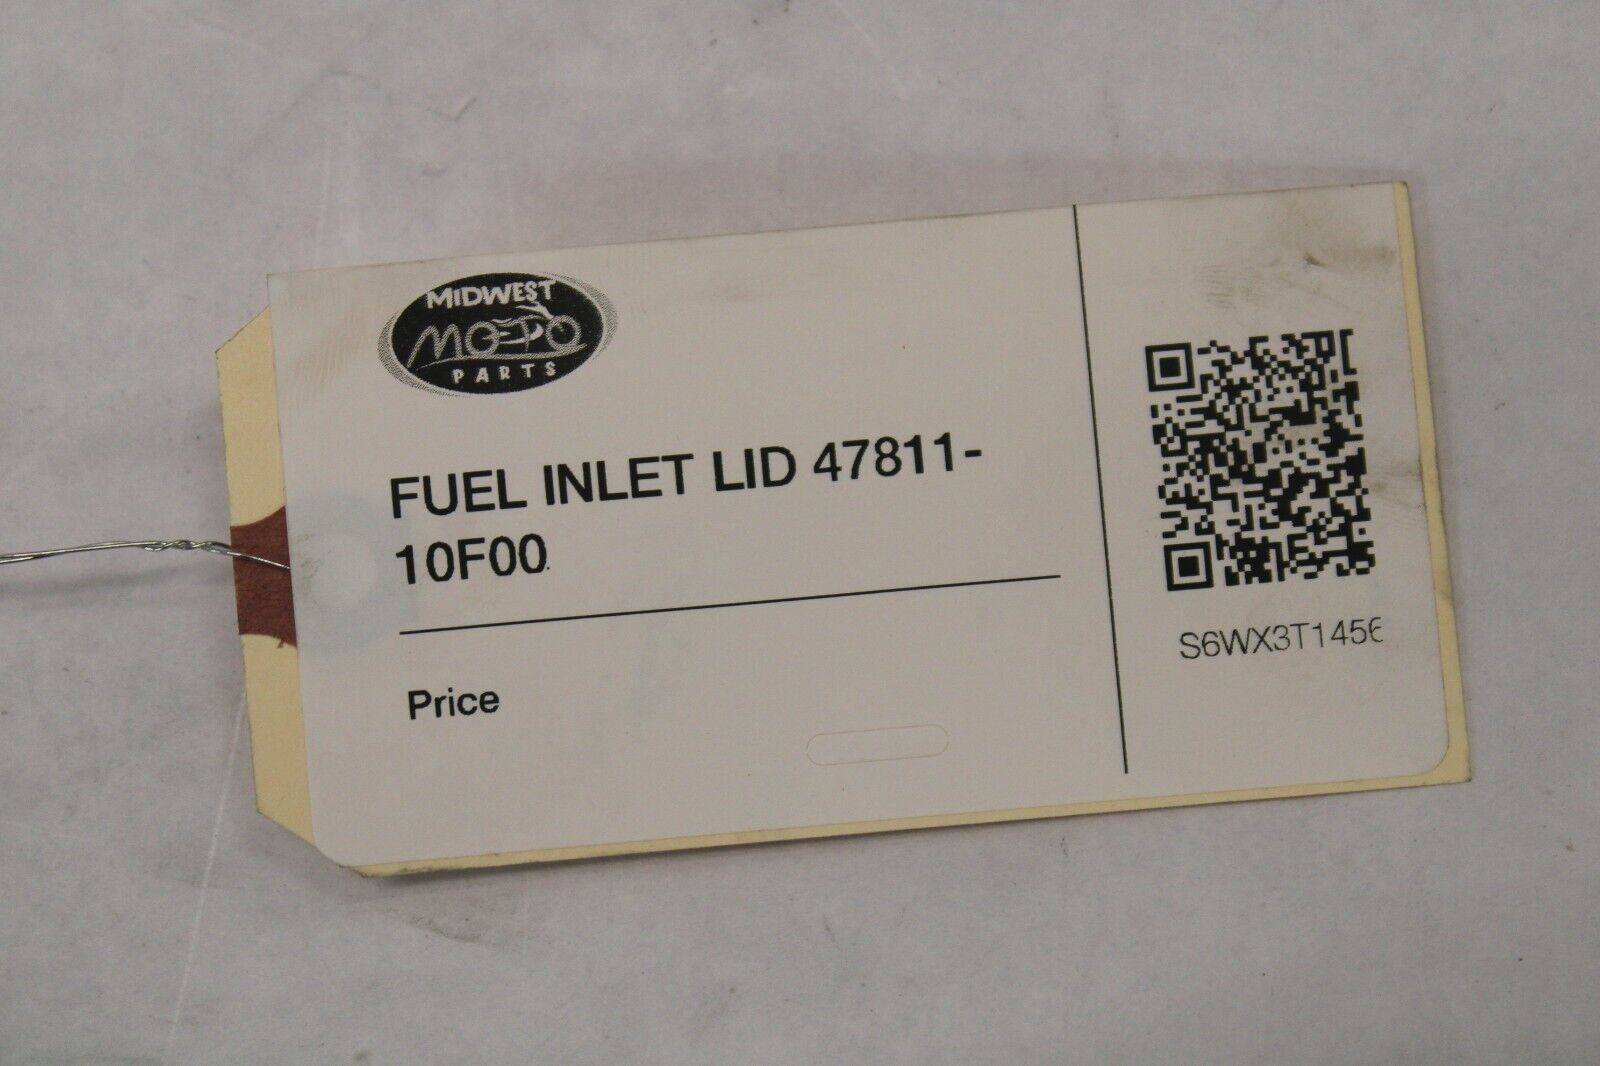 MIDWEST
MOTO
PARTS
FUEL INLET LID 47811-
10F00
Price
S6WX3T1456